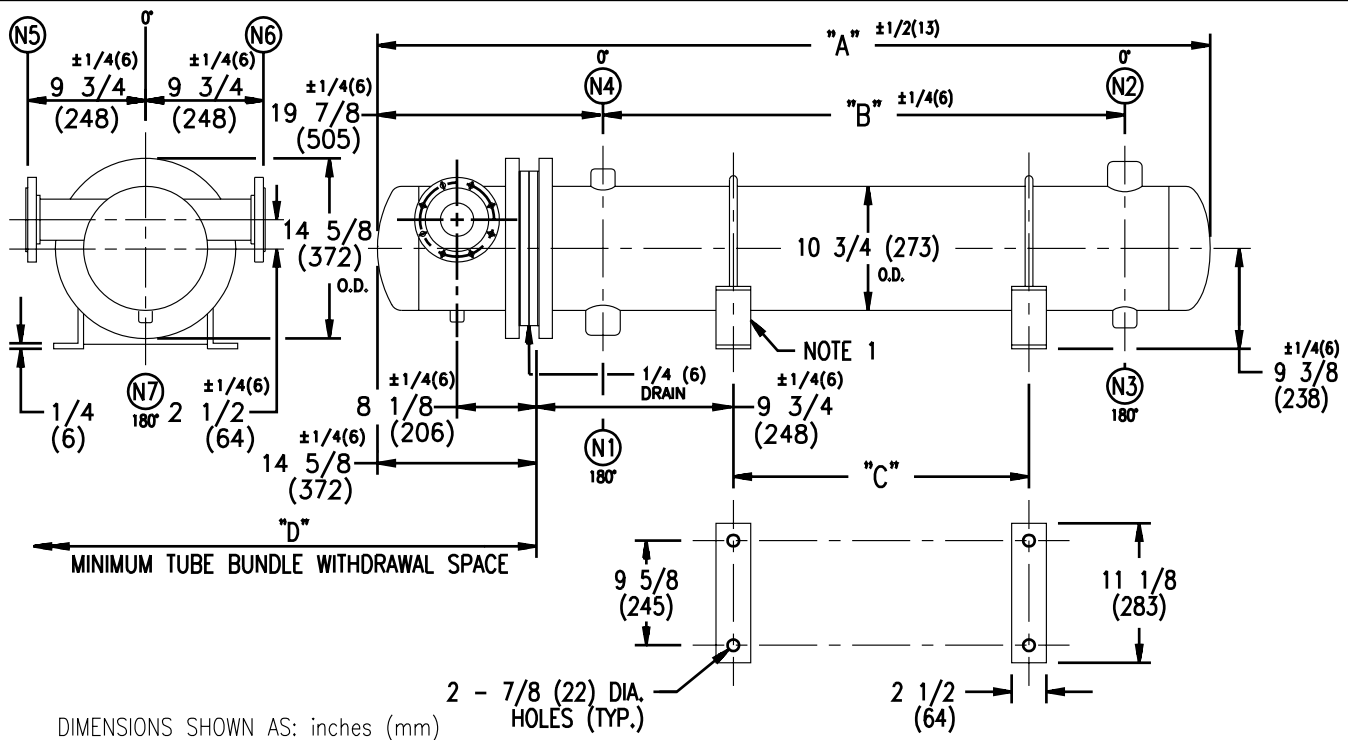 N5
0°
N6
±1/4(6)
±1/4(6)
9 3/4
(248)
9 3/4
(248)
"A" ±1/2(13)
±1/4(6)
19 7/8
(505)
0°
N4
"B" ±1/4(6)
0°
N2
14 5/8
(372)
O.D.
10 3/4 (273)
O.D.
NOTE 1
1/4 (6)
DRAIN
1/4
(6)
N7
180°
±1/4(6)
2 1/2
(64)
±1/4(6)
8 1/8
(206)
±1/4(6)
9 3/4
(248)
N1
180°
N3
180°
±1/4(6)
9 3/8
(238)
±1/4(6)
14 5/8
(372)
"C"
"D"
MINIMUM TUBE BUNDLE WITHDRAWAL SPACE
9 5/8
(245)
11 1/8
(283)
2 - 7/8 (22) DIA.
HOLES (TYP.)
2 1/2
(64)
DIMENSIONS SHOWN AS: inches (mm)